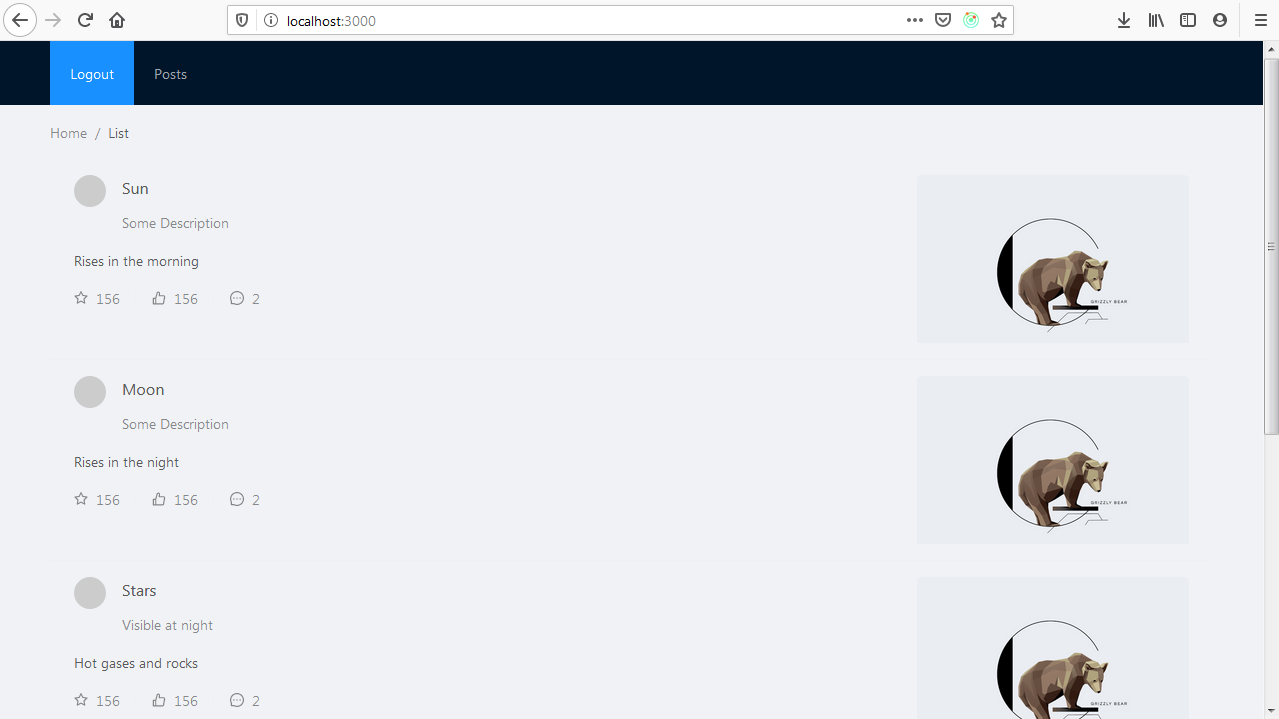 localhost:3000
Logout Posts
Home / List
Sun
Some Description
Rises in the morning
156 156 2
GRIZZLY BEAR
Moon
Some Description
Rises in the night
156 156 2
GRIZZLY BEAR
Stars
Visible at night
Hot gases and rocks
156 156 2
GRIZZLY BEAR